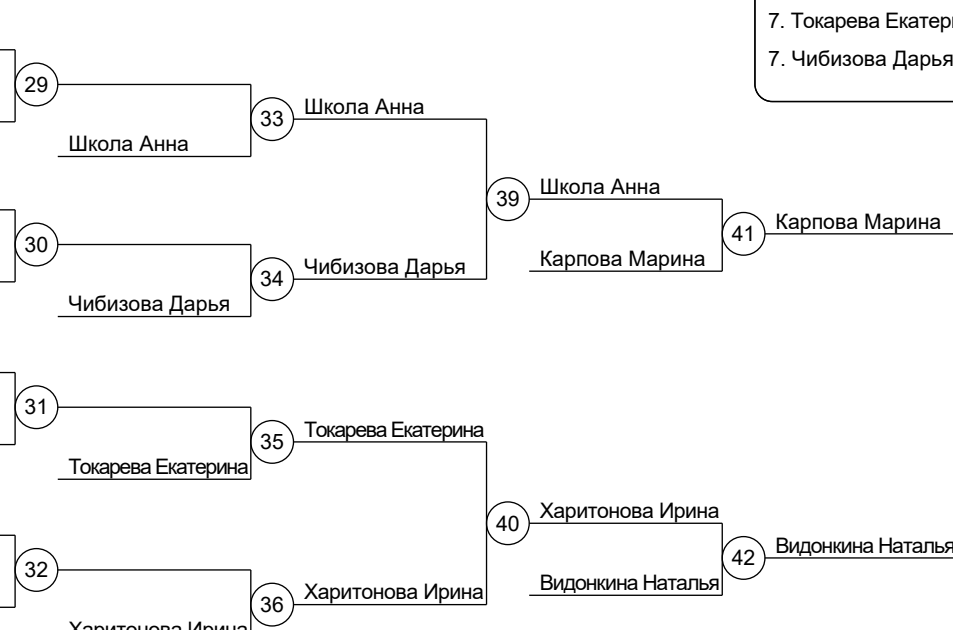 7. Токарева
7. Чибизова Дарья
29
Школа Анна
33
Школа Анна
30
Чибизова Дарья
34
Чибизова Дарья
39
Школа Анна
Карпова Марина
41
Карпова Марина
31
Токарева Екатерина
35
Токарева Екатерина
32
Харитонова Ирина
36
Харитонова Ирина
40
Харитонова Ирина
Видонкина Наталья
42
Видонкина Наталья